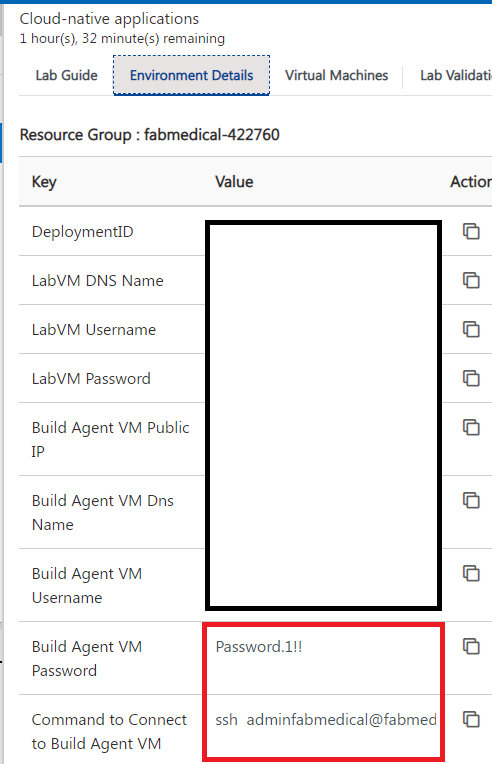 Cloud-native applications
1 hour(s), 32 minute(s) remaining
Lab Guide Environment Details Virtual Machines Lab Validati
Resource Group : fabmedical-422760
Key Value Action
DeploymentID
LabVM DNS Name
LabVM Username
LabVM Password
Build Agent VM Public
IP
Build Agent VM Dns
Name
Build Agent VM
Username
Build Agent VM Password.1!!
Password
Command to Connect ssh adminfabmedical@fabmed
to Build Agent VM